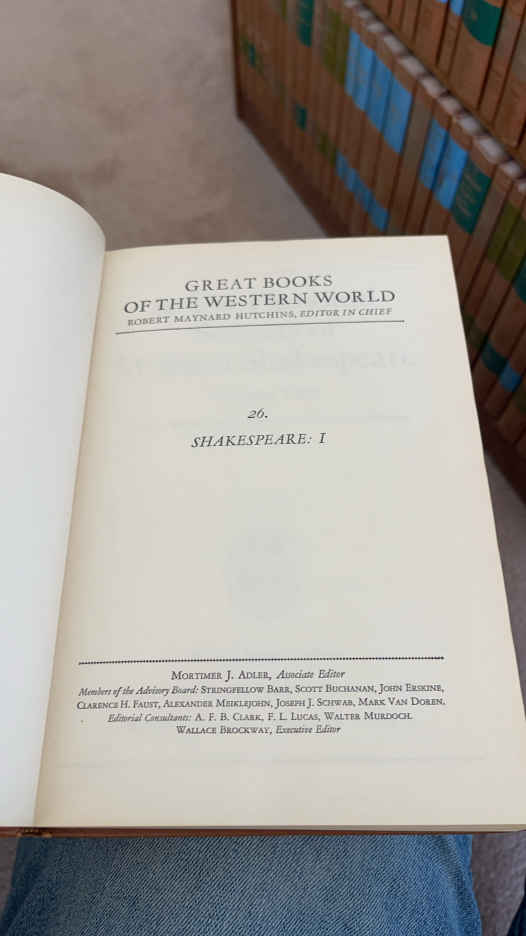 GREAT BOOKS
OF THE WESTERN WORLD
ROBERT MAYNARD HUTCHINS, EDITOR IN CHIEF
26.
SHAKESPEARE: I
MORTIMER J. ADLER, Associate Editor
Members of the Advisory Board: STRINGFELLOW BARR, SCOTT BUCHANAN, JOHN ERSKINE,
CLARENCE H. FAUST, ALEXANDER MEIKLEJOHN, JOSEPH J. SCHWAB, MARK VAN DOREN.
Editorial Consultants: A. F. B. CLARK, F. L. LUCAS, WALTER MURDOCH.
WALLACE BROCKWAY, Executive Editor